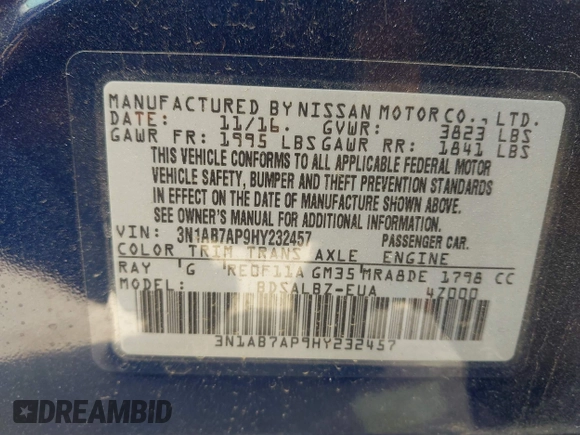 MANUFACTURED BY NISSAN MOTOR CO., LTD.
DATE: 11/16. GVWR: 3823 LBS
GAWR FR: 1995 LBS GAWR RR: 1841 LBS
THIS VEHICLE CONFORMS TO ALL APPLICABLE FEDERAL MOTOR
VEHICLE SAFETY, BUMPER AND THEFT PREVENTION STANDARDS
IN EFFECT ON THE DATE OF MANUFACTURE SHOWN ABOVE.
SEE OWNER'S MANUAL FOR ADDITIONAL INFORMATION.
VIN: 3N1AB7AP9HY232457 PASSENGER CAR.
COLOR TRIM TRANS AXLE ENGINE
RAY 'G 'RE0F11A GM35 'MRA8DE 1798 CC
MODEL: BDSALBZ-EUA 47000
3N1AB7AP9HY232457
DREAMBID